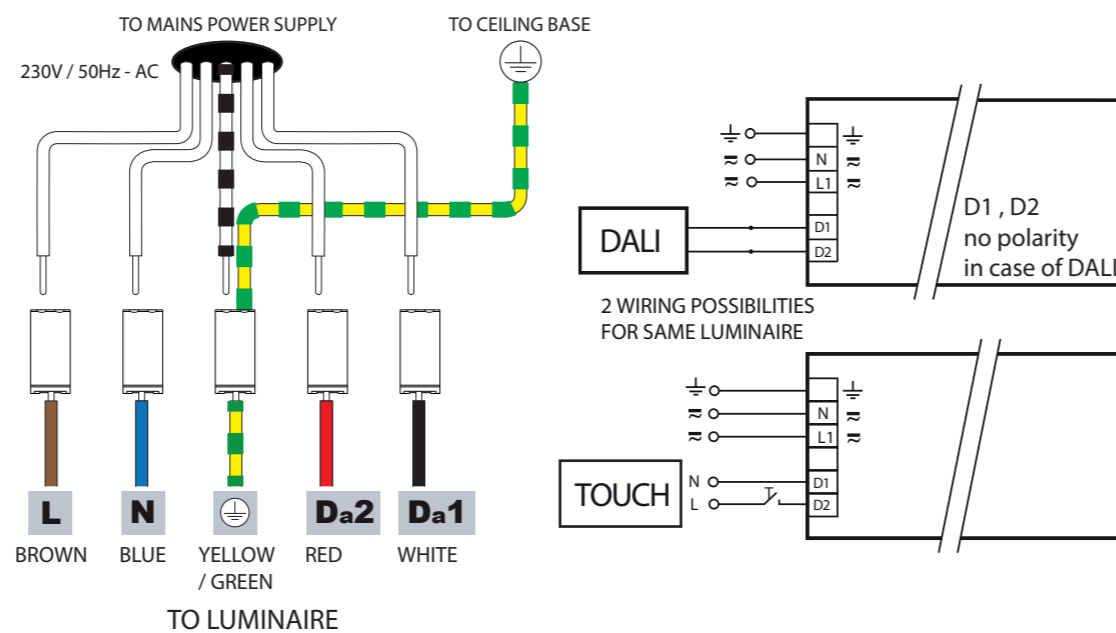 TO MAINS POWER SUPPLY
TO CEILING BASE
230V / 50Hz - AC
L
N
Da2
Da1
BROWN
BLUE
YELLOW
/ GREEN
RED
WHITE
TO LUMINAIRE
N
L1
D1
D2
DALI
D1 , D2
no polarity
in case of DALI
2 WIRING POSSIBILITIES
FOR SAME LUMINAIRE
N
L1
TOUCH
N
L
D1
D2